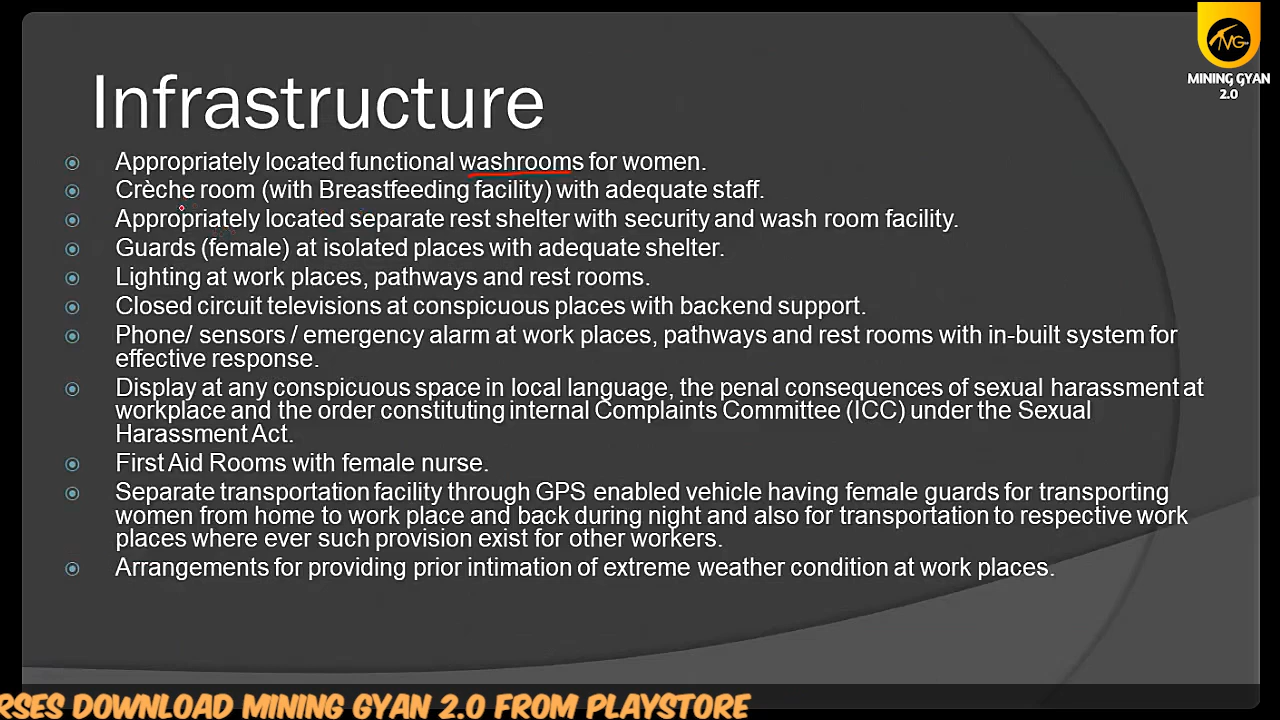 MINING GYAN
2.0
Infrastructure
Appropriately located functional washrooms for women.
Crèche room (with Breastfeeding facility) with adequate staff.
Appropriately located separate rest shelter with security and wash room facility.
Guards (female) at isolated places with adequate shelter.
Lighting at work places, pathways and rest rooms.
Closed circuit televisions at conspicuous places with backend support.
Phone/ sensors / emergency alarm at work places, pathways and rest rooms with in-built system for
effective response.
Display at any conspicuous space in local language, the penal consequences of sexual harassment at
workplace and the order constituting internal Complaints Committee (ICC) under the Sexual
Harassment Act.
First Aid Rooms with female nurse.
Separate transportation facility through GPS enabled vehicle having female guards for transporting
women from home to work place and back during night and also for transportation to respective work
places where ever such provision exist for other workers.
Arrangements for providing prior intimation of extreme weather condition at work places.
RSES DOWNLOAD MINING GYAN 2.0 FROM PLAYSTORE